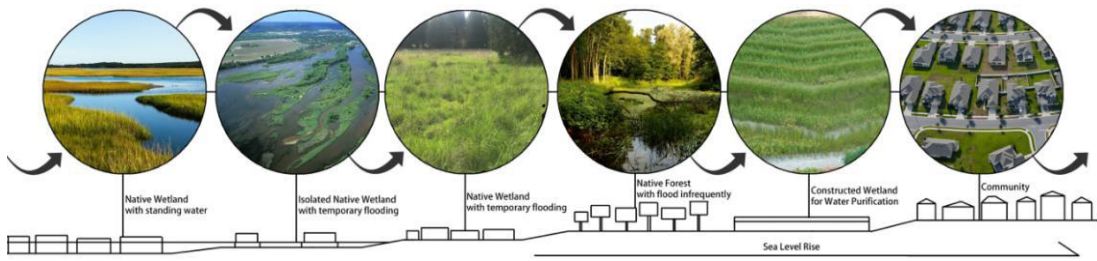 Native Wetland
with standing water
Isolated Native Wetland
with temporary flooding
Native Wetland
with temporary flooding
Native Forest
with flood infrequently
Constructed Wetland
for Water Purification
Community
Sea Level Rise